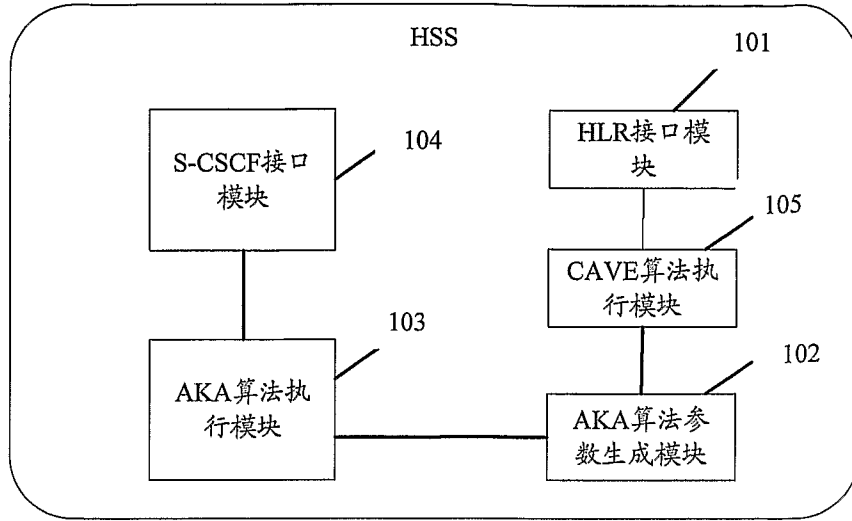 HSS
101
HLR接口模
块
104
S-CSCF接口
模块
105
CAVE算法执
行模块
103
AKA算法执
行模块
102
AKA算法参
数生成模块